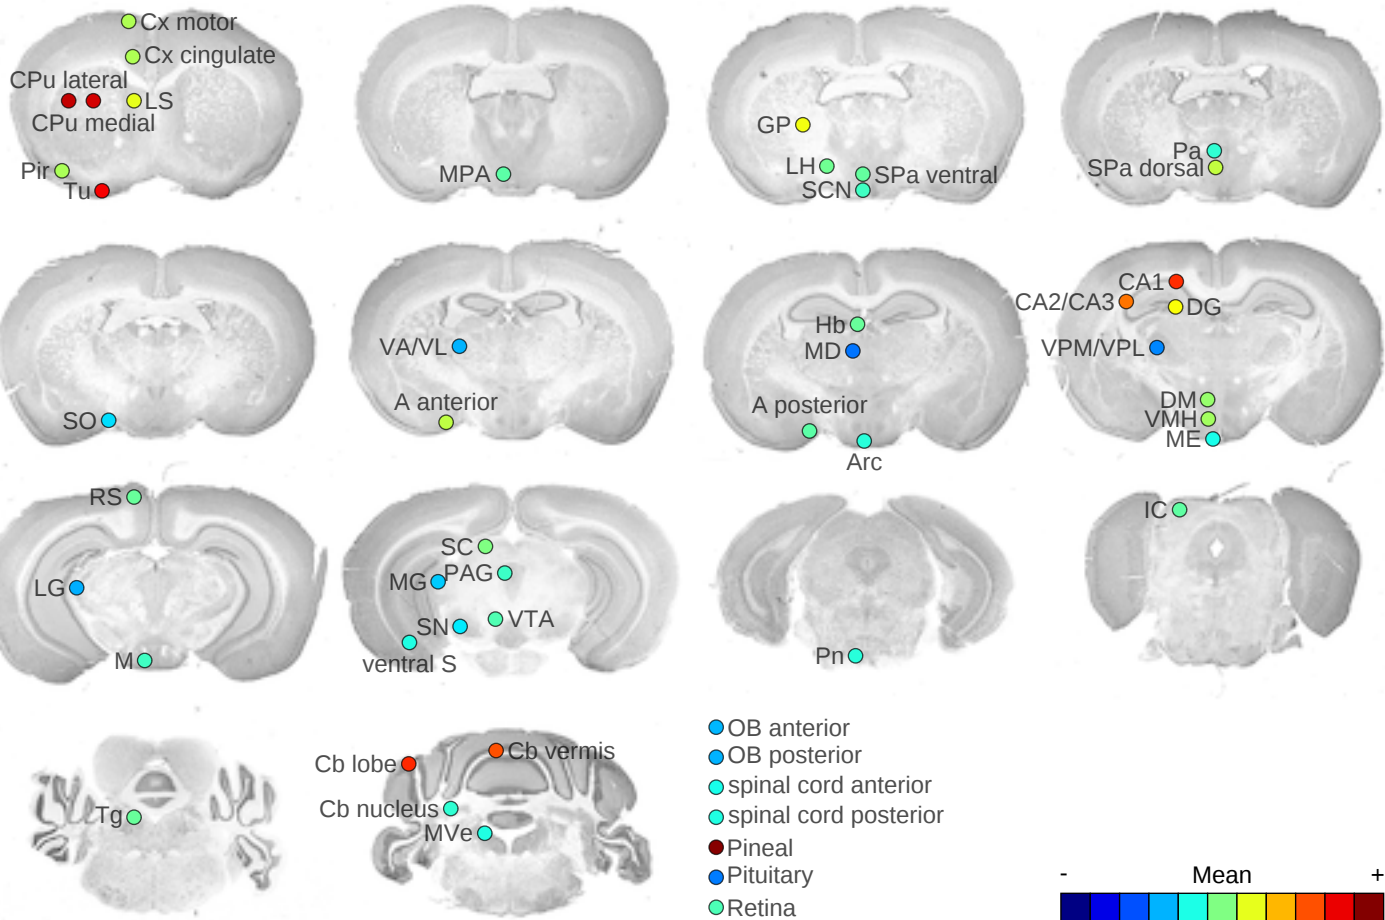 Cx motor
Cx cingulate
CPu lateral
LS
CPu medial
Pir
Tu
MPA
GP
LH
SPa ventral
SCN
Pa
SPa dorsal
SO
VA/VL
A anterior
Hb
MD
A posterior
Arc
CA1
CA2/CA3
DG
VPM/VPL
DM
VMH
ME
RS
LG
M
SC
PAG
MG
VTA
SN
ventral S
Pn
IC
Tg
Cb lobe
Cb vermis
Cb nucleus
MVe
OB anterior
OB posterior
spinal cord anterior
spinal cord posterior
Pineal
Pituitary
Retina
- Mean +